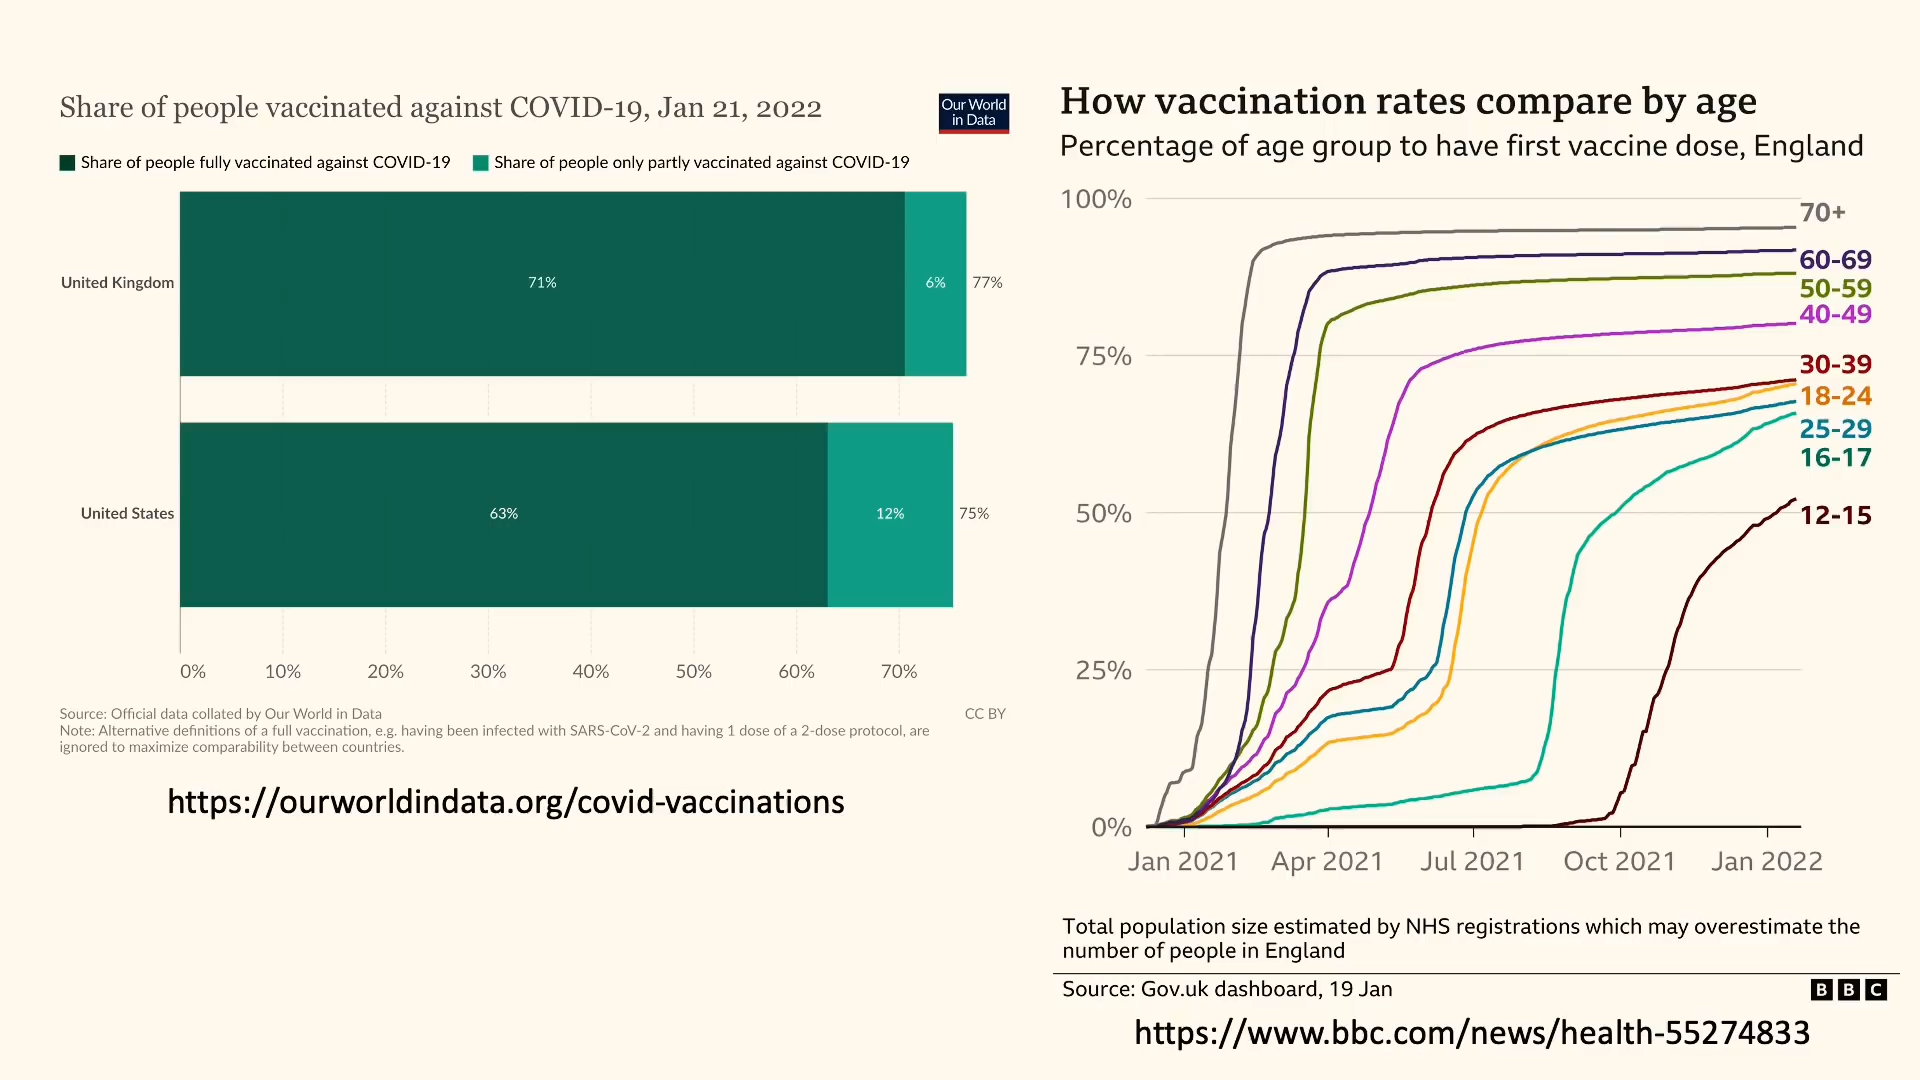 Share of people vaccinated against COVID-19, Jan 21, 2022
Our World
in Data
Share of people fully vaccinated against COVID-19
Share of people only partly vaccinated against COVID-19
United Kingdom
71%
6%
77%
United States
63%
12%
75%
0%
10%
20%
30%
40%
50%
60%
70%
Source: Official data collated by Our World in Data
CC BY
Note: Alternative definitions of a full vaccination, e.g. having been infected with SARS-CoV-2 and having 1 dose of a 2-dose protocol, are
ignored to maximize comparability between countries.
https://ourworldindata.org/covid-vaccinations
How vaccination rates compare by age
Percentage of age group to have first vaccine dose, England
100%
75%
50%
25%
0%
70+
60-69
50-59
40-49
30-39
18-24
25-29
16-17
12-15
Jan 2021
Apr 2021
Jul 2021
Oct 2021
Jan 2022
Total population size estimated by NHS registrations which may overestimate the
number of people in England
Source: Gov.uk dashboard, 19 Jan
BBC
https://www.bbc.com/news/health-55274833